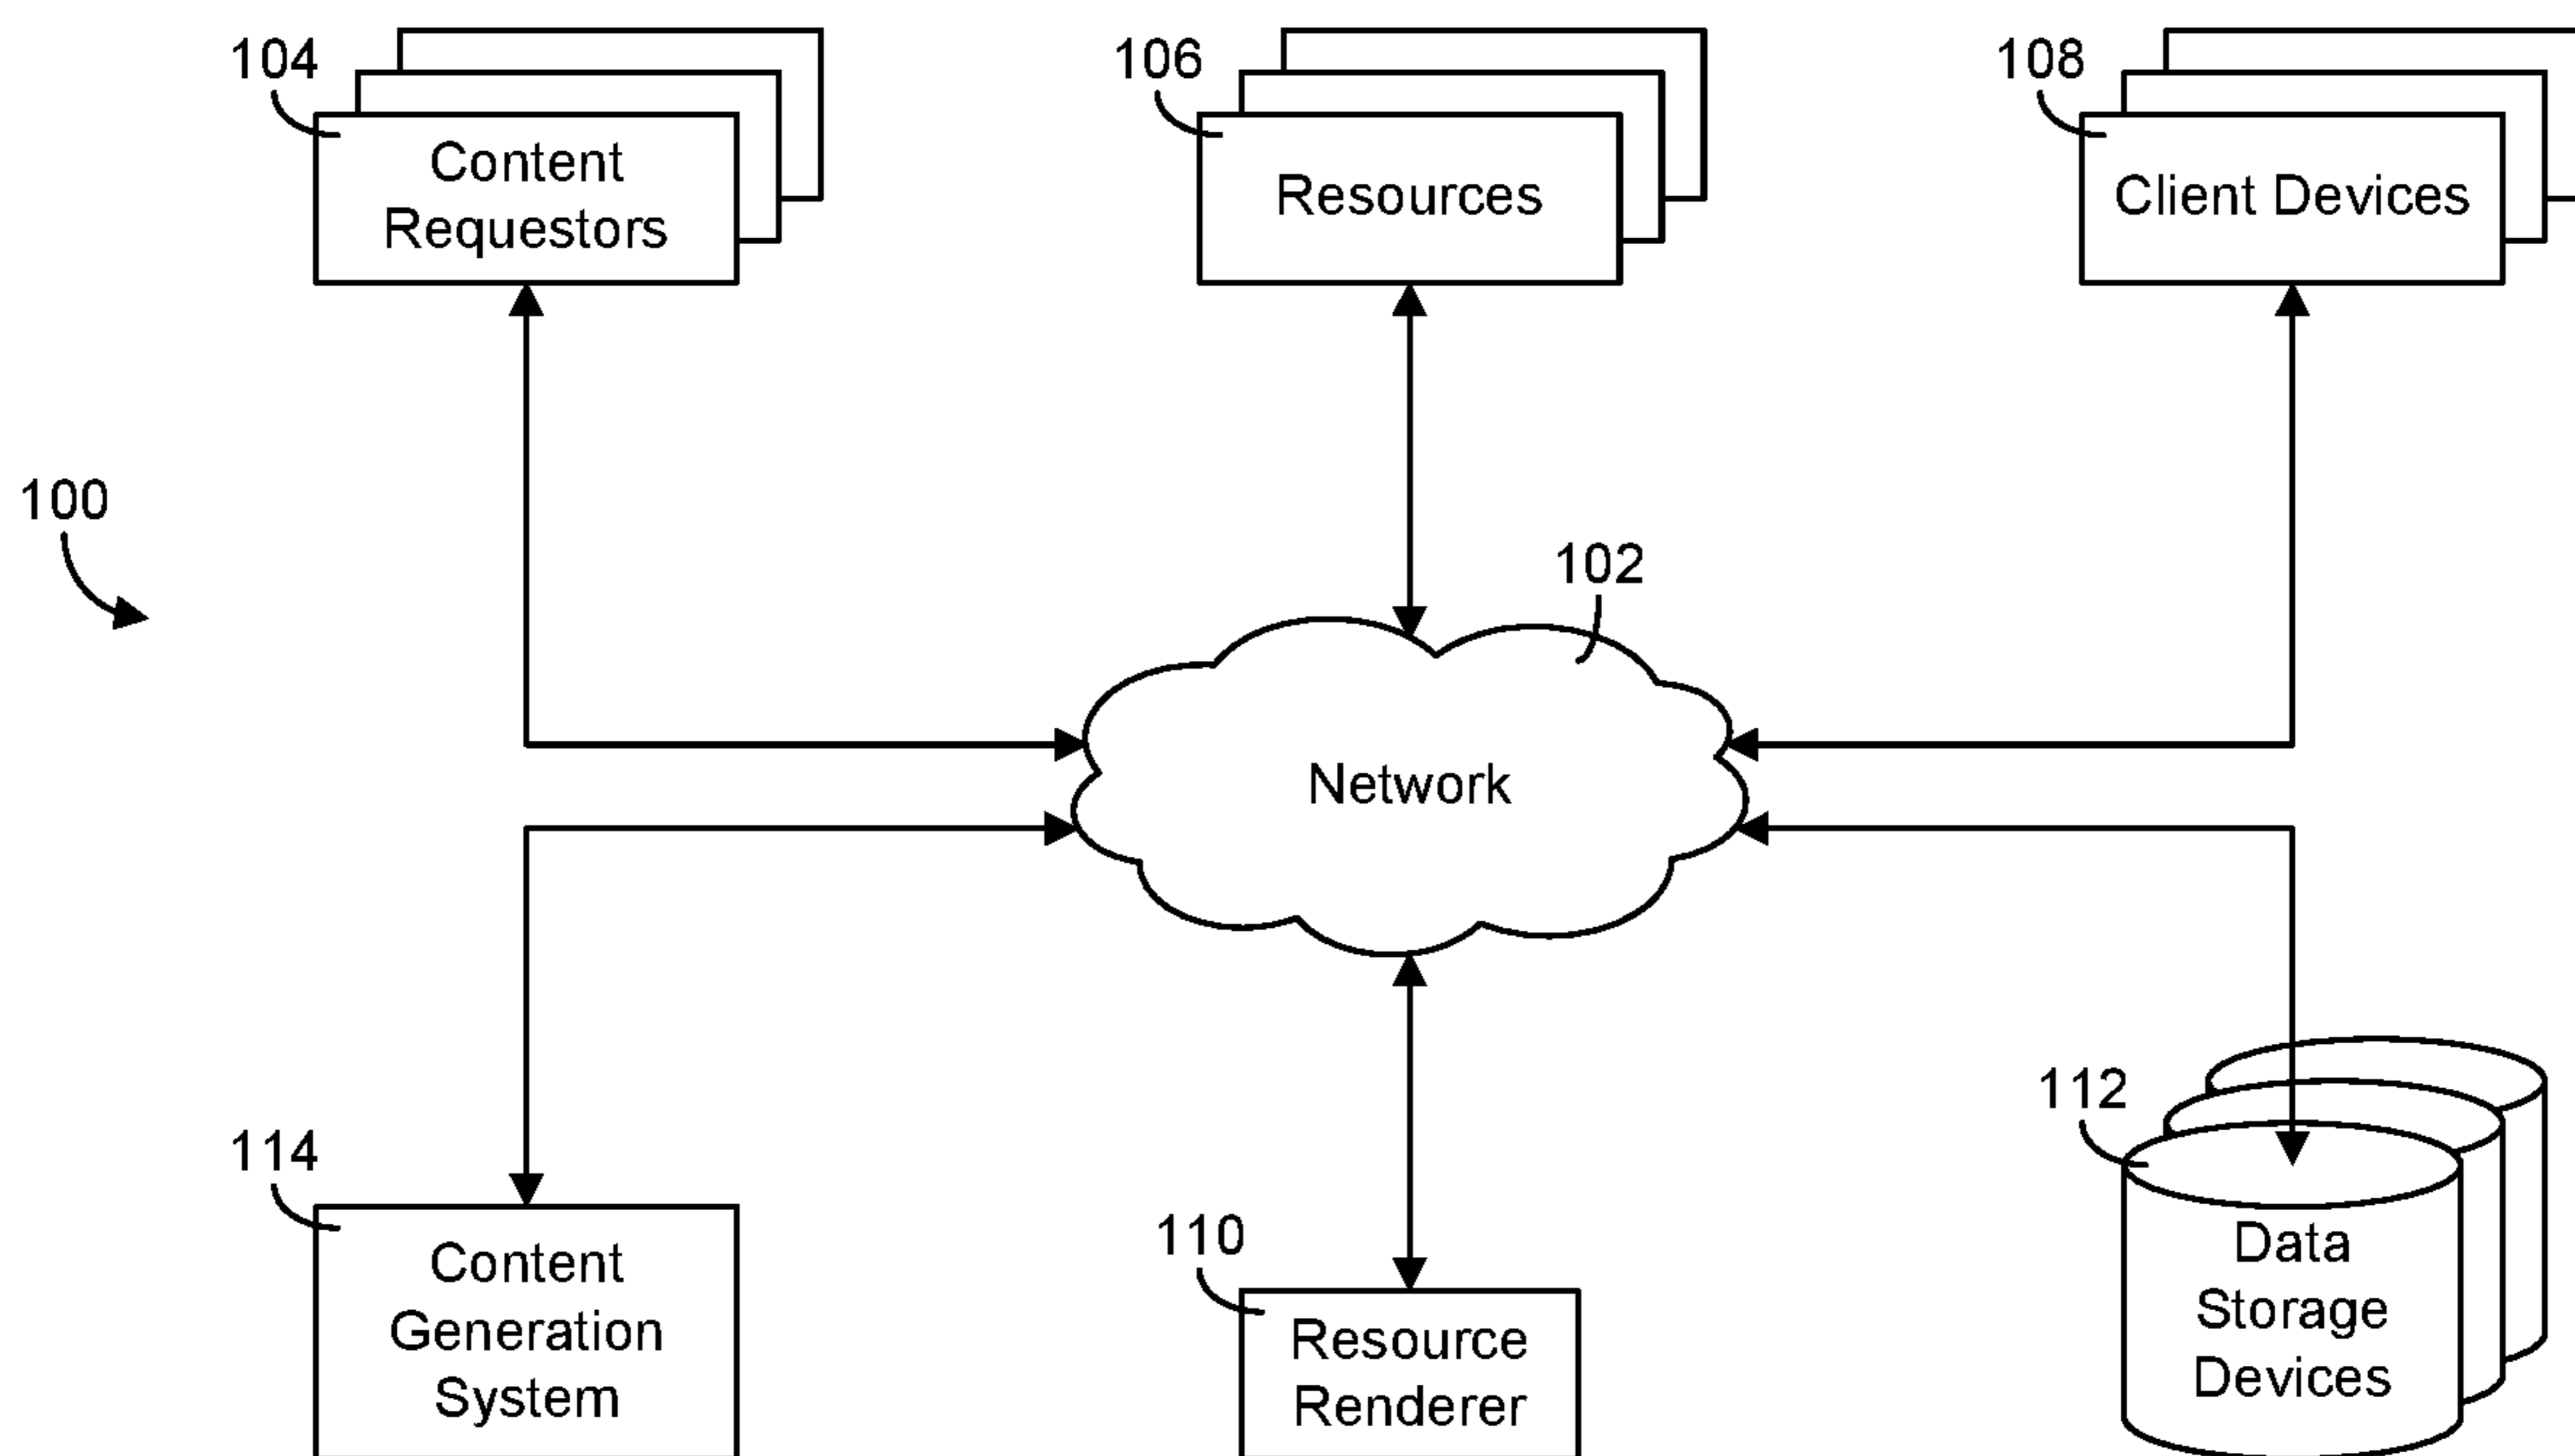 104
Content
Requestors
106
Resources
108
Client Devices
100
102
Network
114
Content
Generation
System
110
Resource
Renderer
112
Data
Storage
Devices